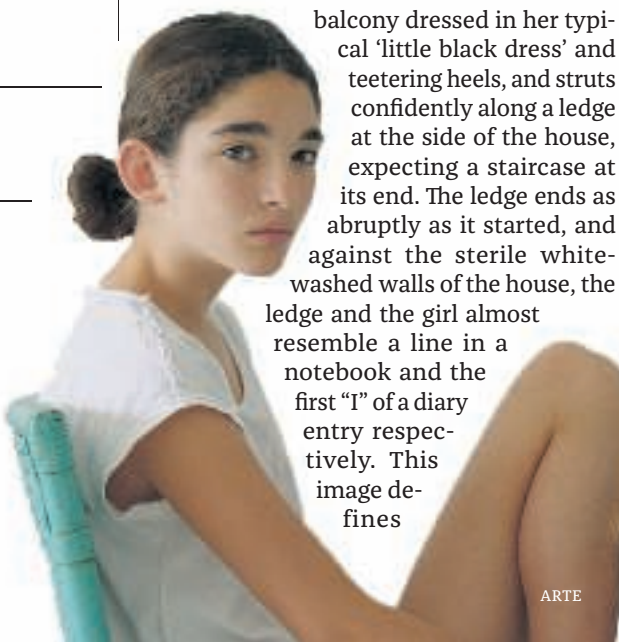 balcony dressed in her typi-
cal ‘little black dress’ and
teetering heels, and struts
confidently along a ledge
at the side of the house,
expecting a staircase at
its end. The ledge ends as
abruptly as it started, and
against the sterile white-
washed walls of the house, the
ledge and the girl almost
resemble a line in a
notebook and the
first “I” of a diary
entry respec-
tively. This
image de-
fines
ARTE